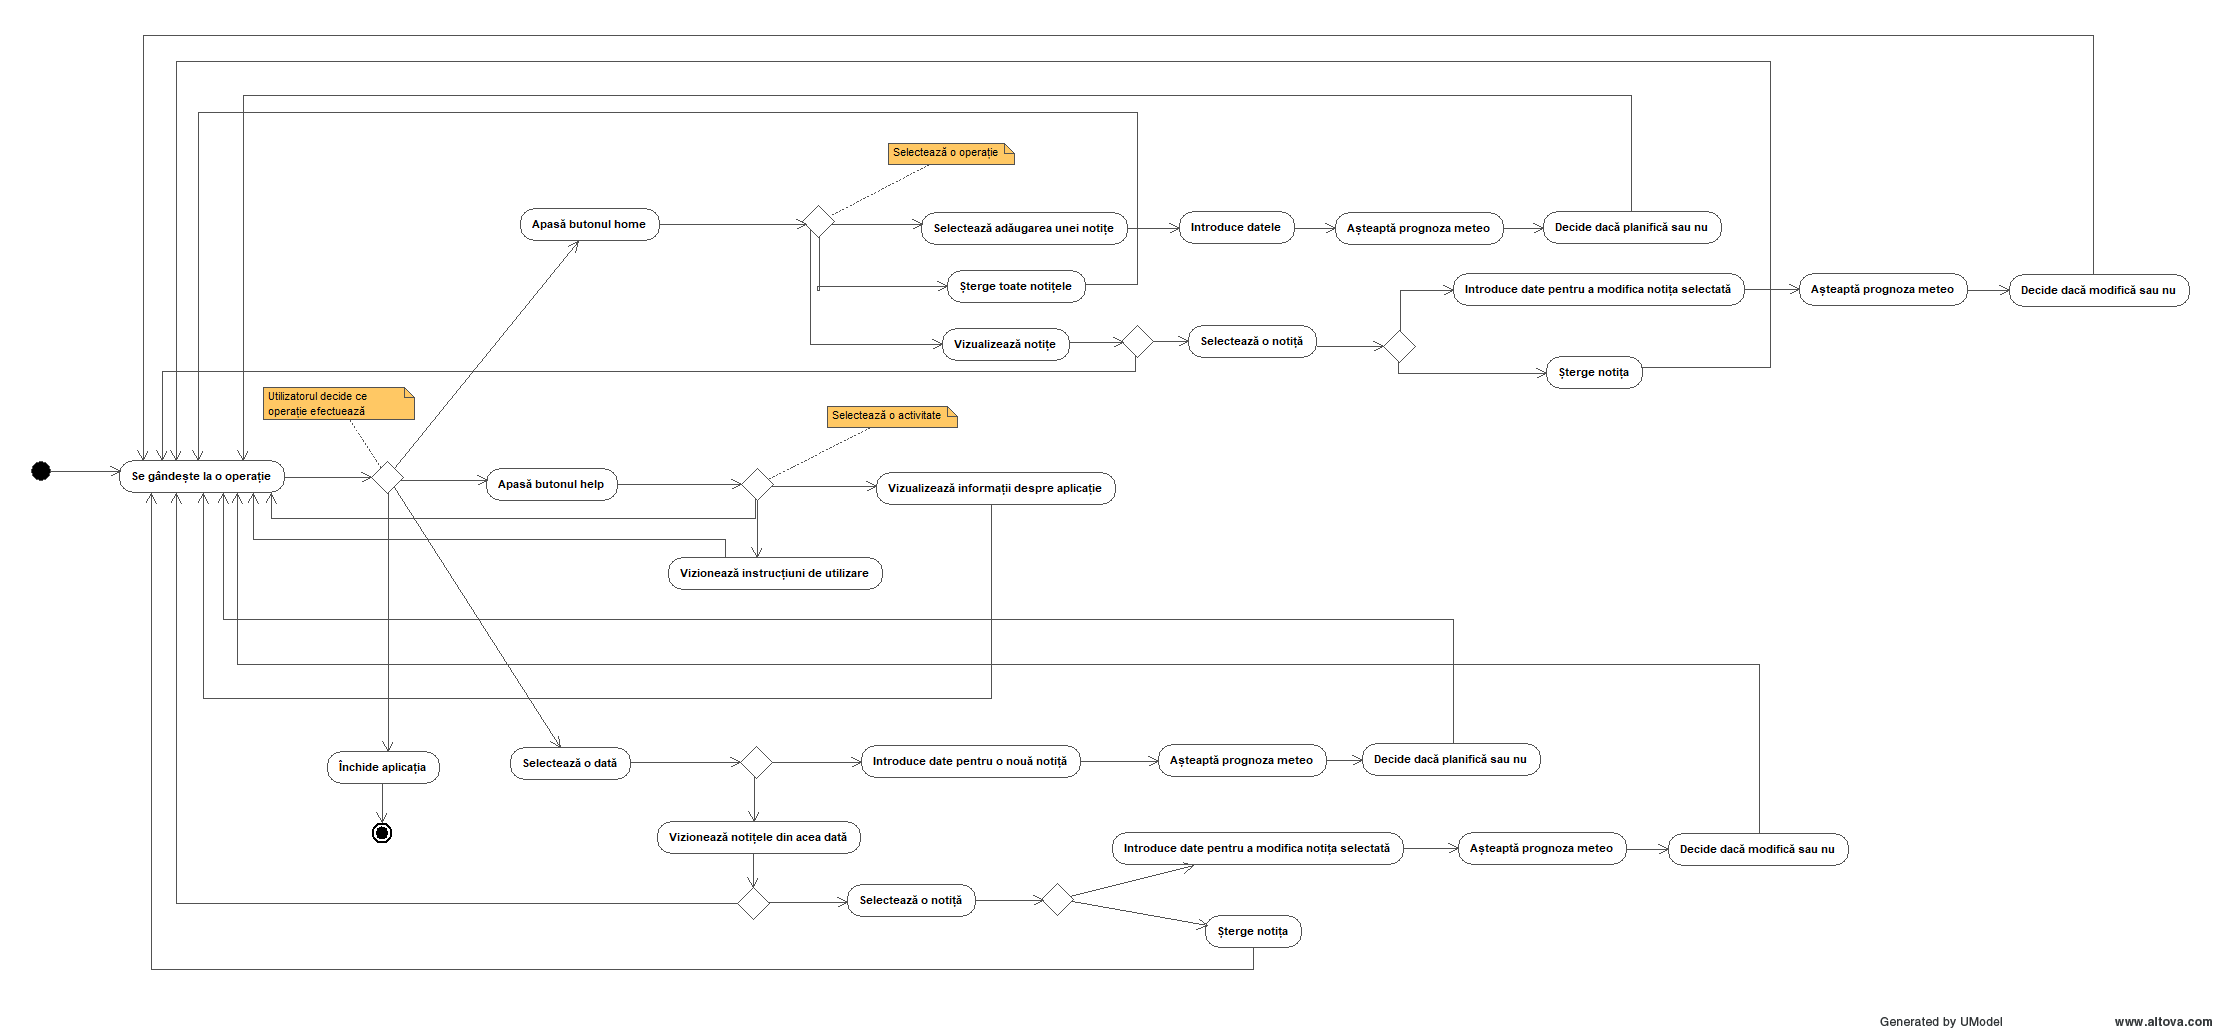 Selectează o operație
Apasă butonul home
Selectează adăugarea unei notițe
Introduce datele
Așteaptă prognoza meteo
Decide dacă planifică sau nu
Șterge toate notițele
Introduce date pentru a modifica notița selectată
Așteaptă prognoza meteo
Decide dacă modifică sau nu
Vizualizează notițe
Selectează o notiță
Șterge notița
Utilizatorul decide ce
operație efectuează
Selectează o activitate
Se gândește la o operație
Apasă butonul help
Vizualizează informații despre aplicație
Vizionează instrucțiuni de utilizare
Închide aplicația
Selectează o dată
Introduce date pentru o nouă notiță
Așteaptă prognoza meteo
Decide dacă planifică sau nu
Vizionează notițele din acea dată
Introduce date pentru a modifica notița selectată
Așteaptă prognoza meteo
Decide dacă modifică sau nu
Selectează o notiță
Șterge notița
Generated by UModel
www.altova.com